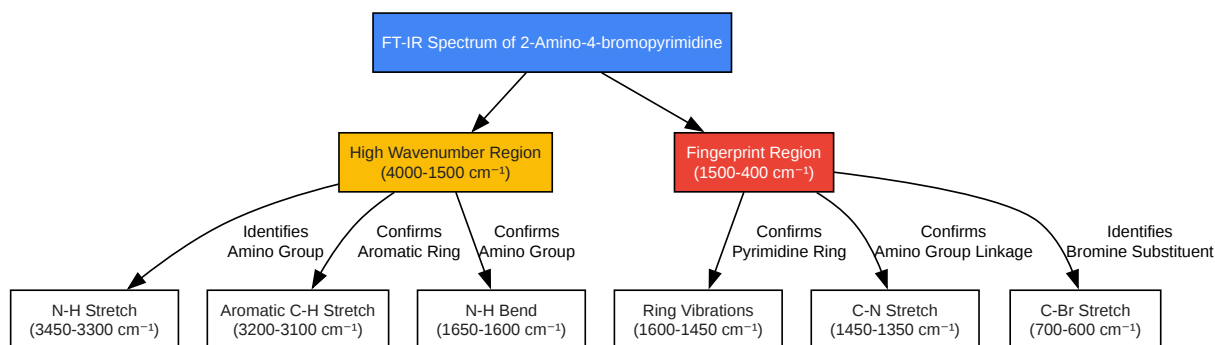 FT-IR Spectrum of 2-Amino-4-bromopyrimidine
High Wavenumber Region
(4000-1500 cm⁻¹)
Fingerprint Region
(1500-400 cm⁻¹)
Identifies
Amino Group
Confirms
Aromatic Ring
Confirms
Amino Group
Confirms
Pyrimidine Ring
Confirms
Amino Group Linkage
Identifies
Bromine Substituent
N-H Stretch
(3450-3300 cm⁻¹)
Aromatic C-H Stretch
(3200-3100 cm⁻¹)
N-H Bend
(1650-1600 cm⁻¹)
Ring Vibrations
(1600-1450 cm⁻¹)
C-N Stretch
(1450-1350 cm⁻¹)
C-Br Stretch
(700-600 cm⁻¹)